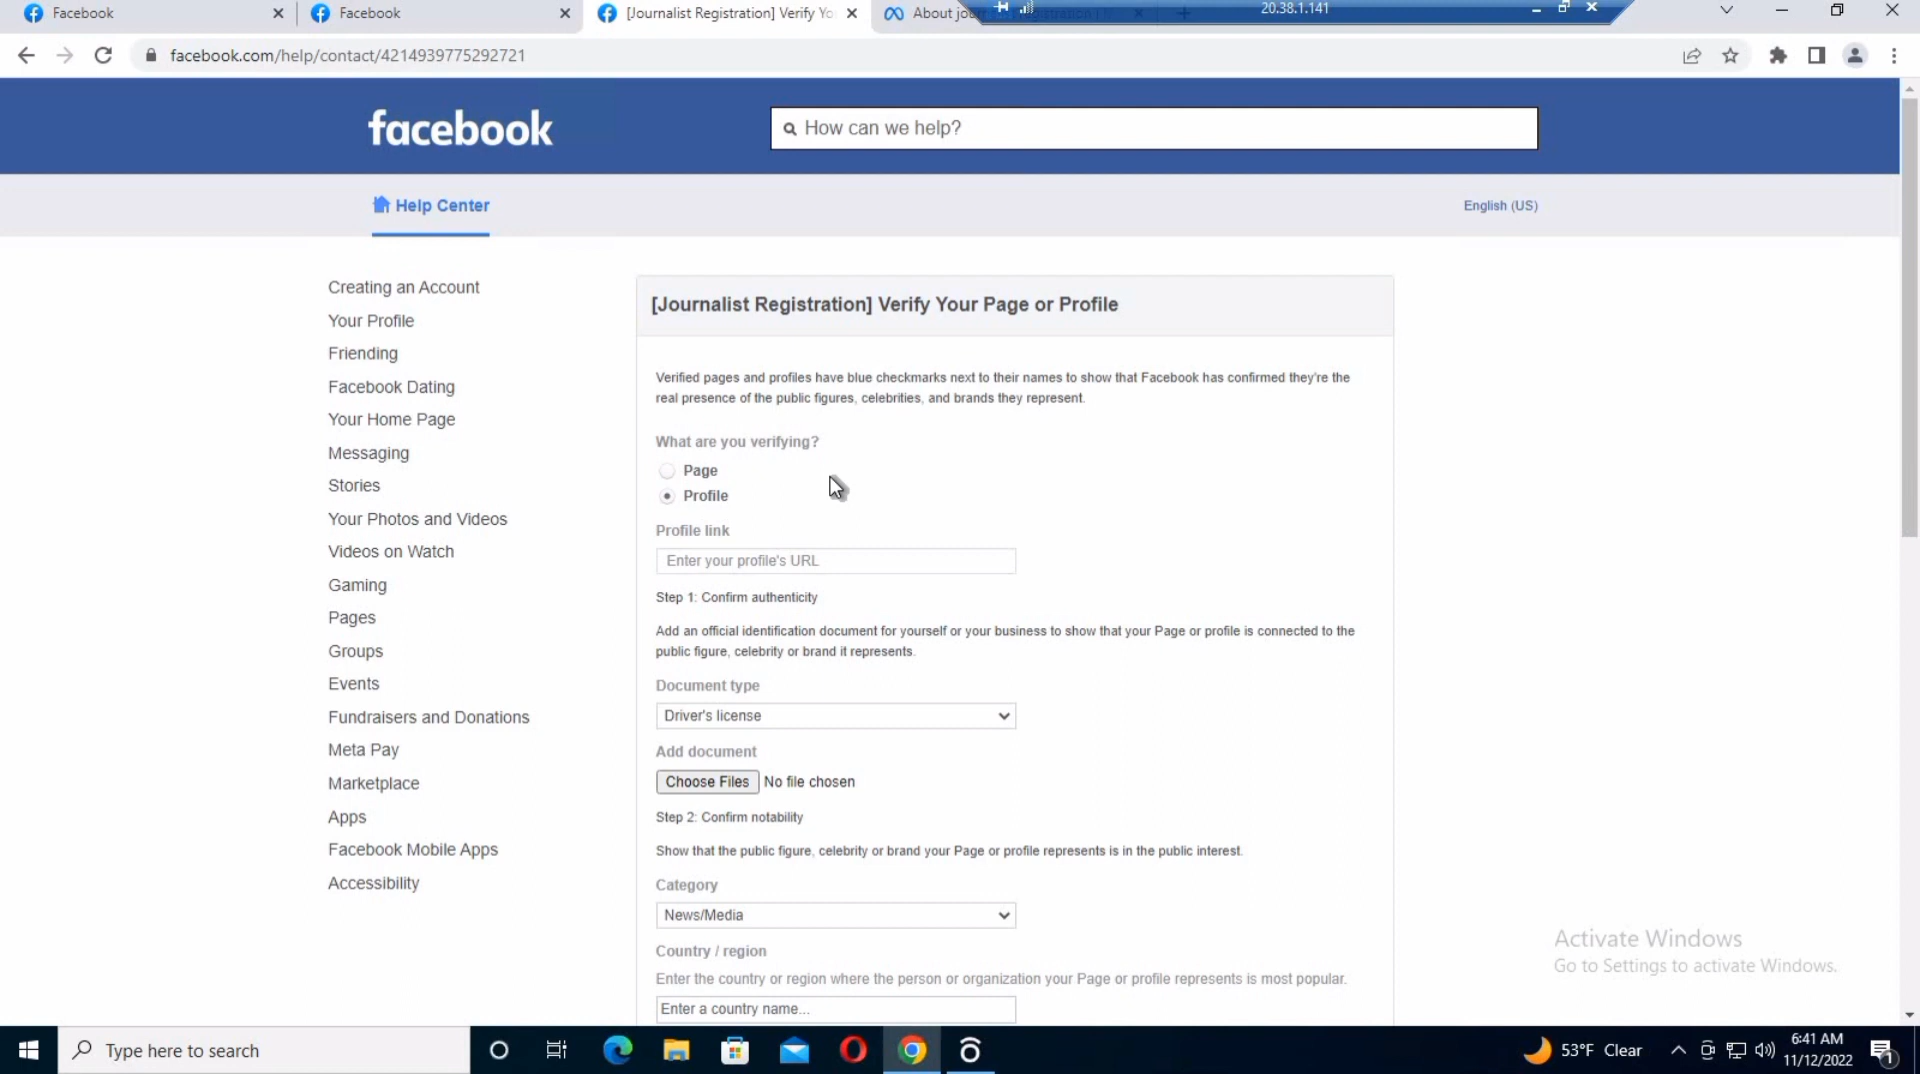 Facebook
Facebook
[Journalist Registration] Verify Yo
About jou
20.38.1.141
facebook.com/help/contact/4214939775292721
facebook
How can we help?
Help Center
English (US)
Creating an Account
Your Profile
Friending
Facebook Dating
Your Home Page
Messaging
Stories
Your Photos and Videos
Videos on Watch
Gaming
Pages
Groups
Events
Fundraisers and Donations
Meta Pay
Marketplace
Apps
Facebook Mobile Apps
Accessibility
[Journalist Registration] Verify Your Page or Profile
Verified pages and profiles have blue checkmarks next to their names to show that Facebook has confirmed they're the
real presence of the public figures, celebrities, and brands they represent.
What are you verifying?
Page
Profile
Profile link
Enter your profile's URL
Step 1: Confirm authenticity
Add an official identification document for yourself or your business to show that your Page or profile is connected to the
public figure, celebrity or brand it represents.
Document type
Driver's license
Add document
Choose Files No file chosen
Step 2: Confirm notability
Show that the public figure, celebrity or brand your Page or profile represents is in the public interest.
Category
News/Media
Country / region
Enter the country or region where the person or organization your Page or profile represents is most popular.
Enter a country name...
Activate Windows
Go to Settings to activate Windows.
Type here to search
53°F Clear
6:41 AM
11/12/2022
1